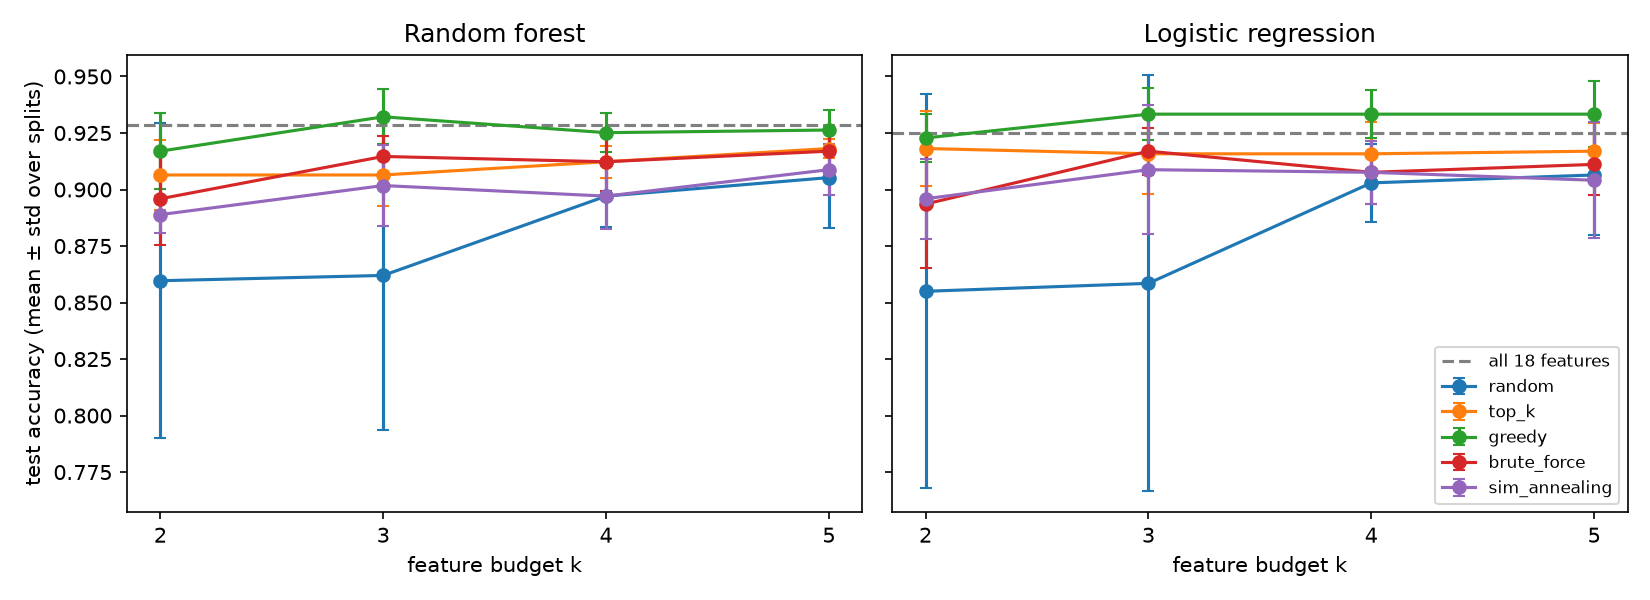 Random forest
Logistic regression
test accuracy (mean ± std over splits)
0.950
0.925
0.900
0.875
0.850
0.825
0.800
0.775
2 3 4 5
feature budget k
2 3 4 5
feature budget k
all 18 features
random
top_k
greedy
brute_force
sim_annealing